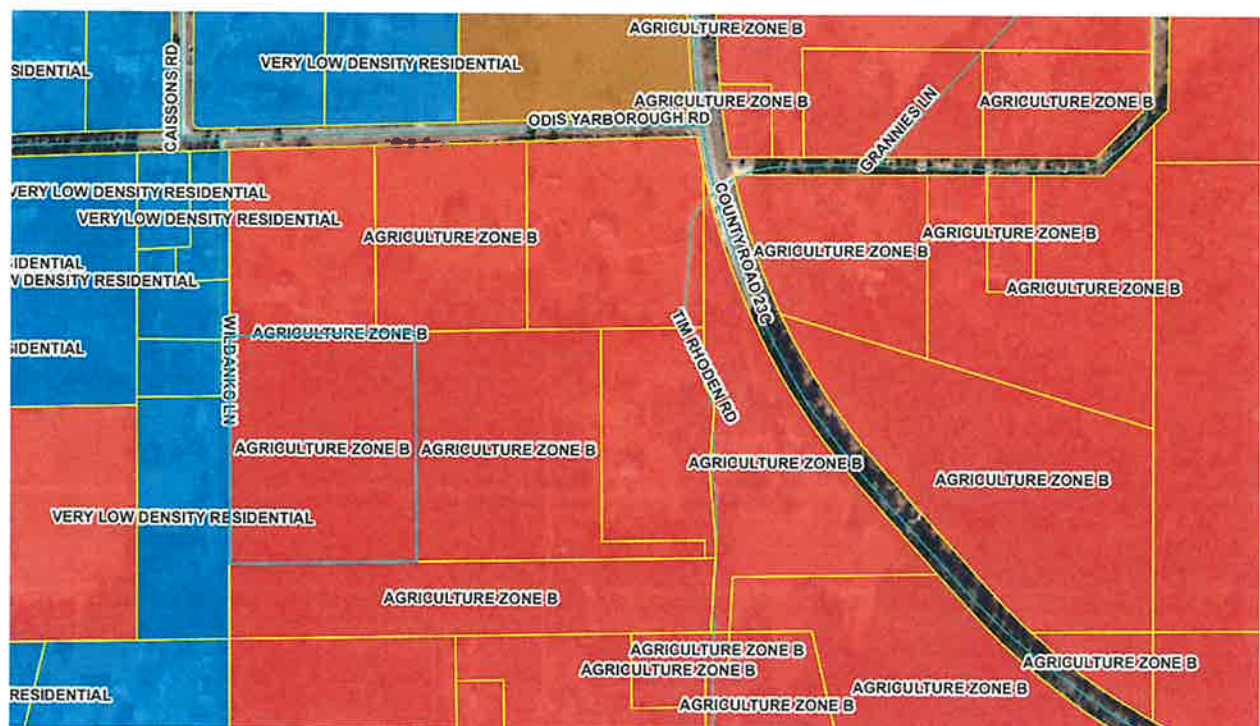 AGRICULTURE ZONE B
CAISSONS RD
VERY LOW DENSITY RESIDENTIAL
SIDENTIAL
AGRICULTURE ZONE B
AGRICULTURE ZONE B
ODIS YARBOROUGH RD
GRANNIES LN
VERY LOW DENSITY RESIDENTIAL
VERY LOW DENSITY RESIDENTIAL
AGRICULTURE ZONE B
COUNTY ROAD 23C
AGRICULTURE ZONE B
AGRICULTURE ZONE B
SIDENTIAL
W DENSITY RESIDENTIAL
AGRICULTURE ZONE B
WILBANKS LN
AGRICULTURE ZONE B
TIM RHODEN RD
SIDENTIAL
AGRICULTURE ZONE B
AGRICULTURE ZONE B
AGRICULTURE ZONE B
AGRICULTURE ZONE B
VERY LOW DENSITY RESIDENTIAL
AGRICULTURE ZONE B
AGRICULTURE ZONE B
AGRICULTURE ZONE B
AGRICULTURE ZONE B
RESIDENTIAL
AGRICULTURE ZONE B
AGRICULTURE ZONE B